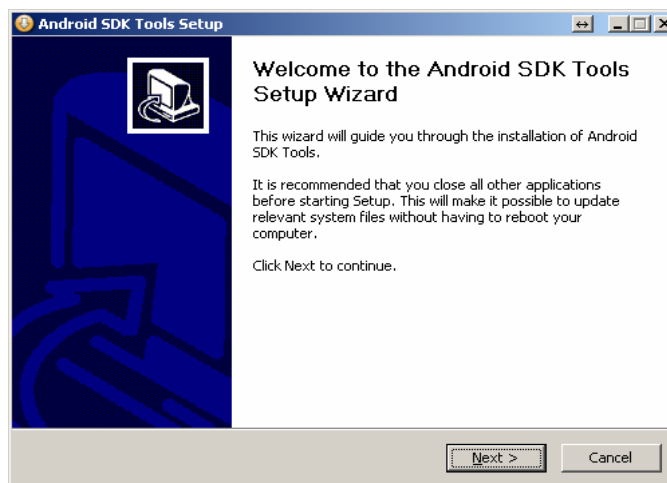 Android SDK Tools Setup
Welcome to the Android SDK Tools
Setup Wizard
This wizard will guide you through the installation of Android
SDK Tools.
It is recommended that you close all other applications
before starting Setup. This will make it possible to update
relevant system files without having to reboot your
computer.
Click Next to continue.
Next >
Cancel